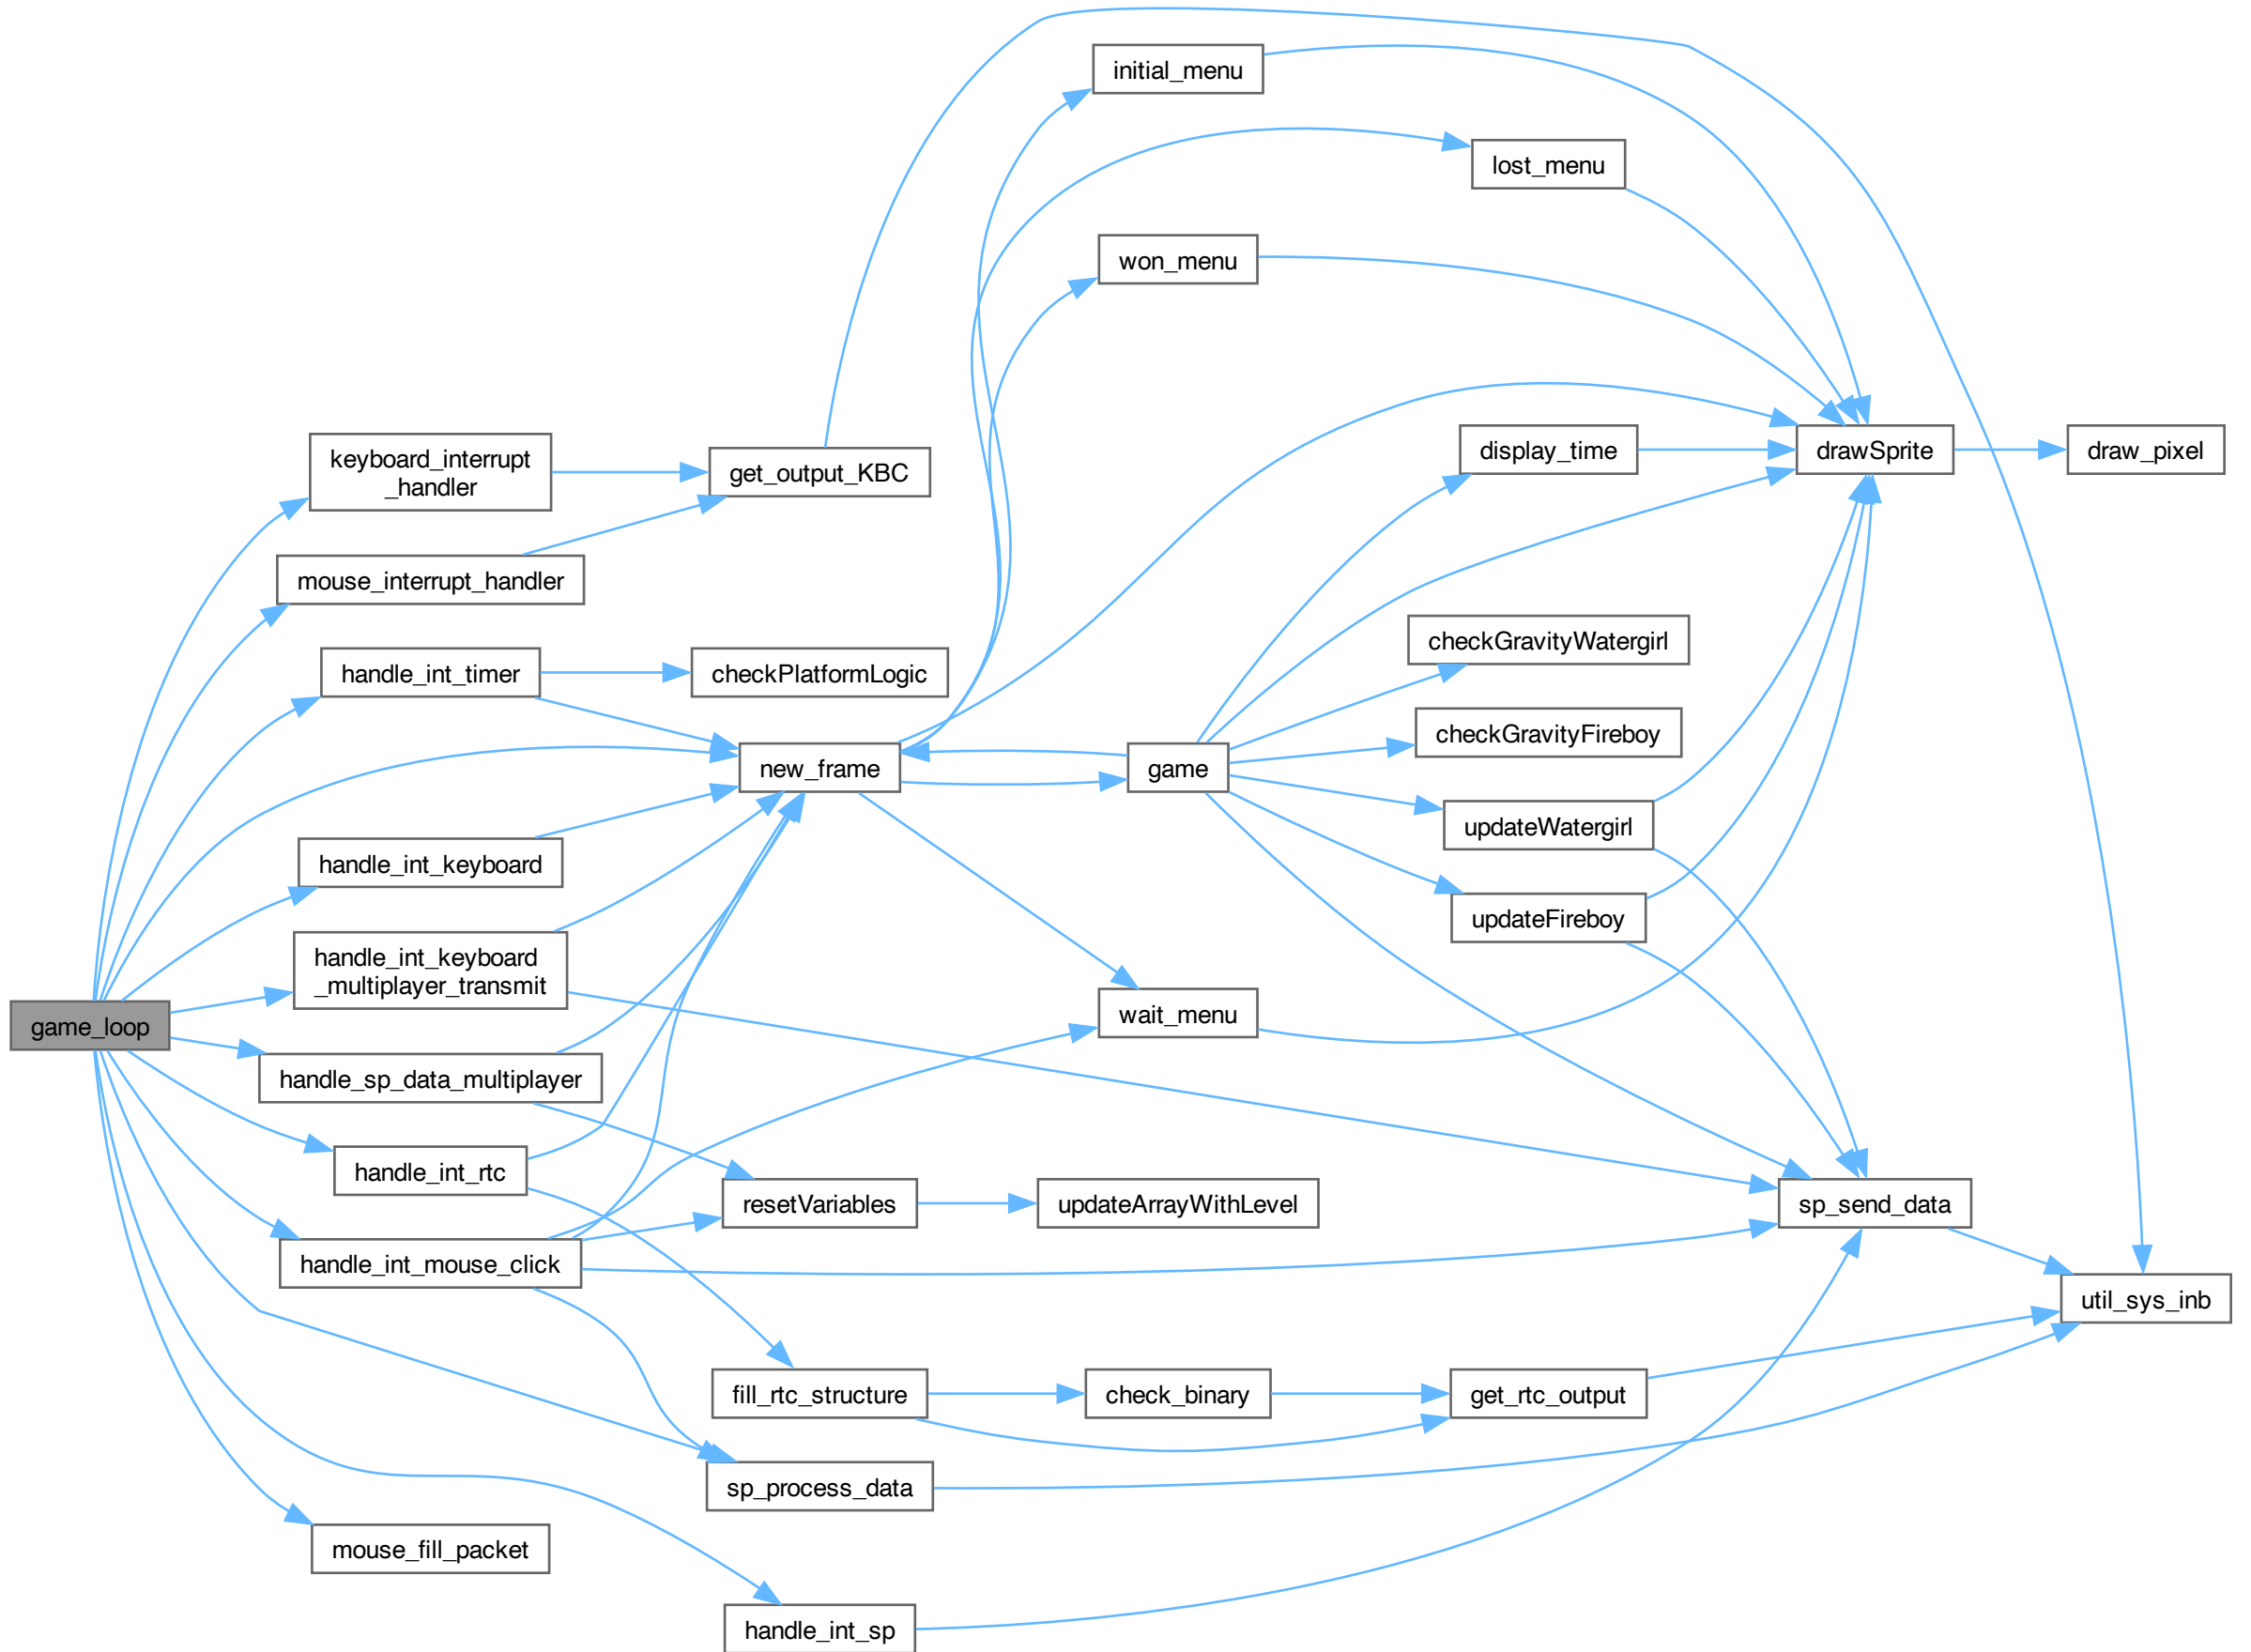 initial_menu
lost_menu
won_menu
keyboard_interrupt
_handler
get_output_KBC
display_time
drawSprite
draw_pixel
mouse_interrupt_handler
checkGravityWatergirl
handle_int_timer
checkPlatformLogic
checkGravityFireboy
new_frame
game
updateWatergirl
handle_int_keyboard
updateFireboy
handle_int_keyboard
_multiplayer_transmit
game_loop
wait_menu
handle_sp_data_multiplayer
handle_int_rtc
resetVariables
updateArrayWithLevel
sp_send_data
handle_int_mouse_click
util_sys_inb
fill_rtc_structure
check_binary
get_rtc_output
sp_process_data
mouse_fill_packet
handle_int_sp